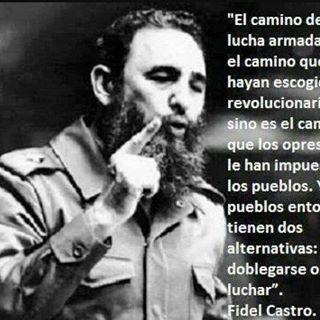 "El camino de
lucha armada
el camino que
hayan escogi
revolucionari
sino es el ca
que los opres
le han impue
los pueblos. Y
pueblos ento
tienen dos
alternativas:
doblegarse o
luchar”.
Fidel Castro.